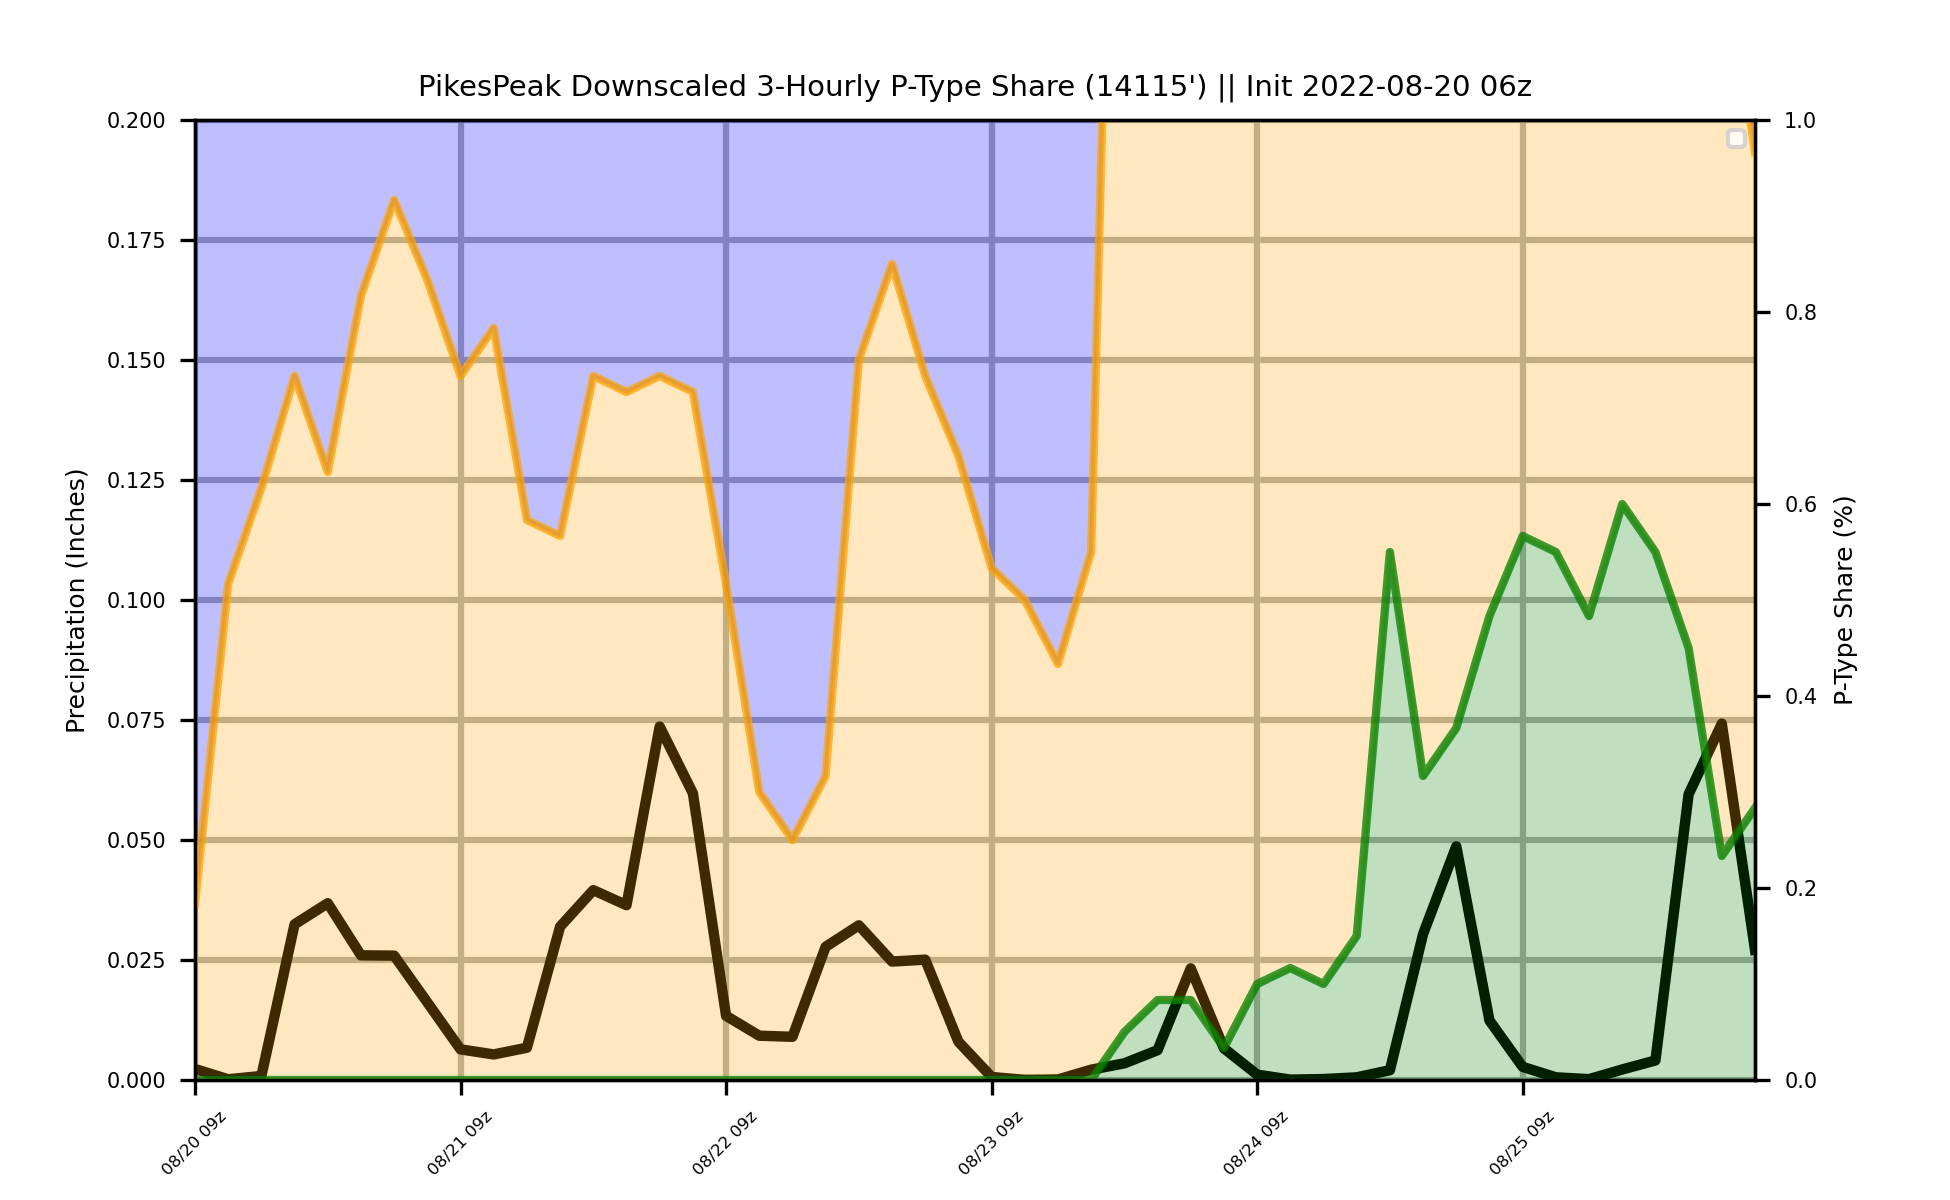 PikesPeak Downscaled 3-Hourly P-Type Share (14115') || Init 2022-08-20 06z
0.200
0.175
0.150
0.125
0.100
0.075
0.050
0.025
0.000
Precipitation (Inches)
1.0
0.8
0.6
0.4
0.2
0.0
P-Type Share (%)
08/20 09z
08/21 09z
08/22 09z
08/23 09z
08/24 09z
08/25 09z